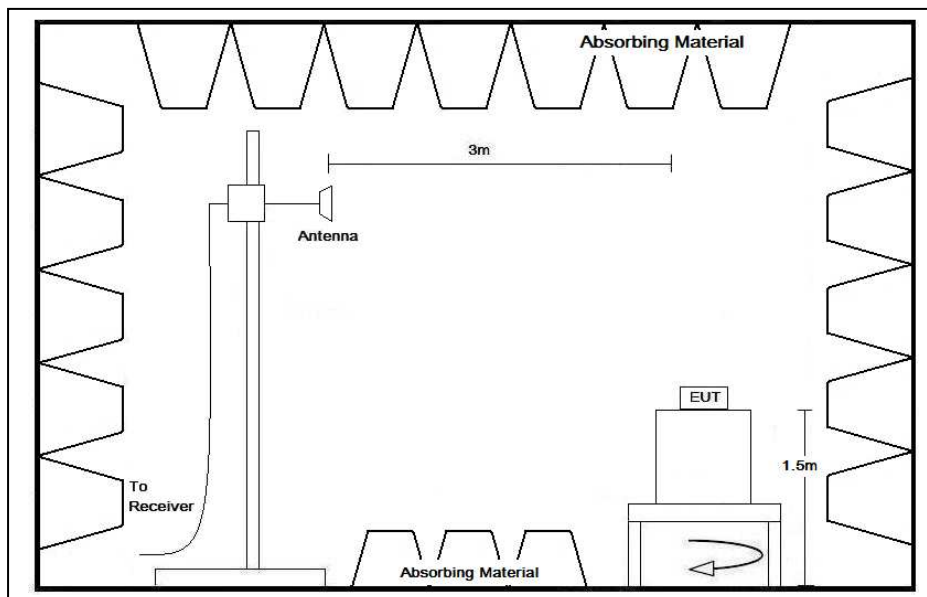 Absorbing Material
3m
Antenna
EUT
1.5m
To
Receiver
Absorbing Material